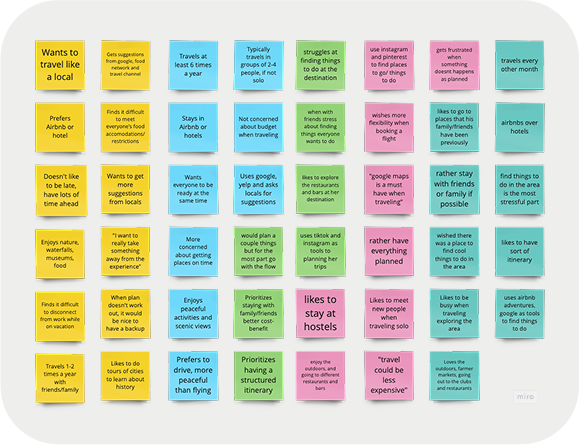 Wants to
travel like
a local
Gets suggestions
from google, food
network and
travel channel
Travels at
least 6 times
a year
Typically
travels in
groups of 2-4
people, if not
solo
struggles at
finding things
to do at the
destination
use instagram
and pinterest
to find places
to go/ things
to do
gets frustrated
when
something
doesnt happens
as planned
travels every
other month
Prefers
Airbnb or
hotel
Finds it difficult
to meet
everyone's food
accomodations/
restrictions
Stays in
Airbnb or
hotels
Not concerned
about budget
when traveling
when with
friends stress
about finding
things everyone
wants to do
wishes more
flexibility when
booking a
flight
likes to go to
places that his
family/friends
have been
previously
airbnbs over
hotels
Doesn't like
to be late,
have lots of
time ahead
Wants to get
more
suggestions
from locals
Wants
everyone to be
ready at the
same time
Uses google,
yelp and asks
locals for
suggestions
likes to explore
the restaurants
and bars at her
destination
"google maps
is a must
have when
traveling"
rather stay
with friends
or family if
possible
find things to
do in the area
is the most
stressful part
Enjoys nature,
waterfalls,
museums,
food
"I want to
really take
something
away from the
experience"
More
concerned
about getting
places on time
would plan a
couple things
but for the
most part go
with the flow
uses tiktok and
instagram as
tools to
planning her
trips
rather have
everything
planned
wished there
was a place to
find cool
things to do in
the area
likes to have
sort of
itinerary
Finds it difficult
to disconnect
from work while
on vacation
When plan
doesn't work
out, it would
be nice to
have a backup
Enjoys
peaceful
activities and
scenic views
Prioritizes
staying with
family/friends
better cost-
benefit
likes to
stay at
hostels
Likes to meet
new people
when
traveling solo
Likes to be
busy when
traveling
exploring the
area
uses airbnb
adventures,
google as tools
to find things
to do
Travels 1-2
times a year
with
friends/family
Likes to do
tours of cities
to learn about
history
Prefers to
drive, more
peaceful
than flying
Prioritizes
having a
structured
itinerary
enjoy the
outdoors, and
going to different
restaurants and
bars
"travel
could be
less
expensive"
Loves the
outdoors, farmer
markets, going
out to the clubs
and restaurants
miro